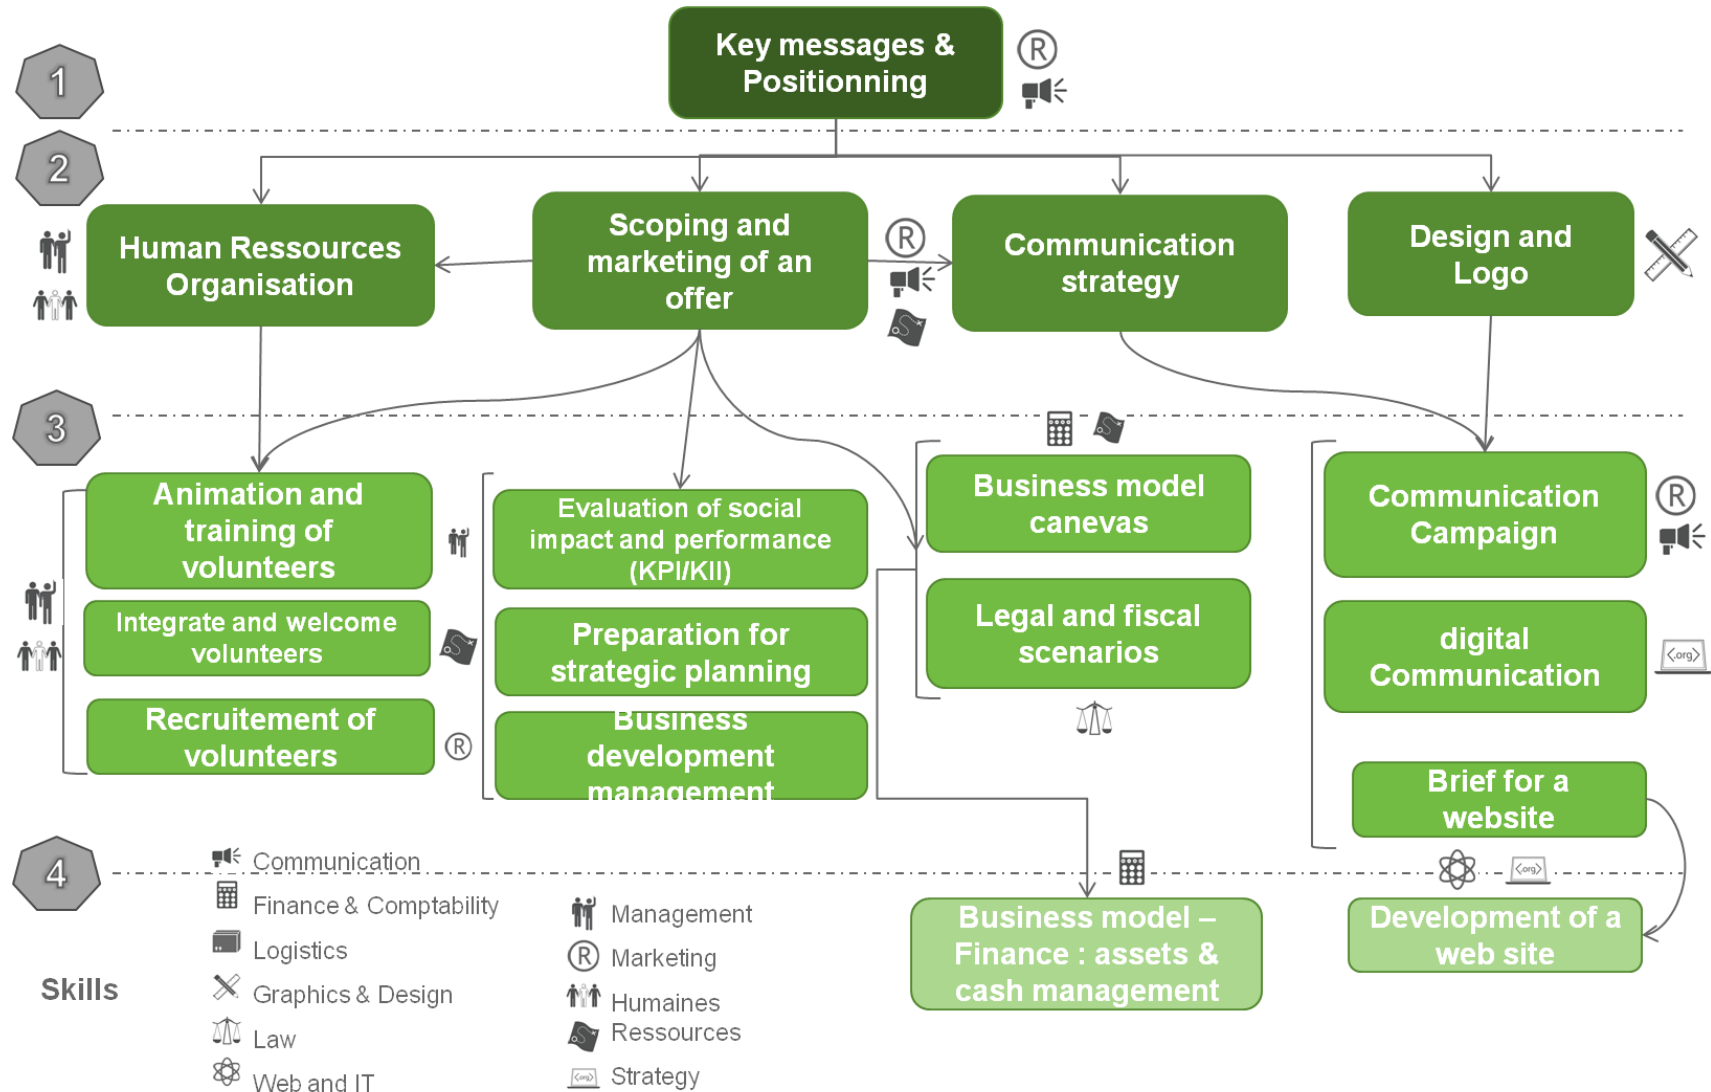 1
Key messages &
Positionning
R
2
Human Ressources
Organisation
Scoping and
marketing of an
offer
R
Communication
strategy
Design and
Logo
3
Animation and
training of
volunteers
Integrate and welcome
volunteers
Recruitement of
volunteers
R
Evaluation of social
impact and performance
(KPI/KII)
Preparation for
strategic planning
Business
development
management
Business model
canevas
Legal and fiscal
scenarios
Communication
Campaign
R
digital
Communication
<.org>
Brief for a
website
<.org>
4
Business model –
Finance : assets &
cash management
Development of a
web site
Skills
Communication
Finance & Comptability
Logistics
Graphics & Design
Law
Web and IT
Management
R Marketing
Humaines
Ressources
<.org> Strategy